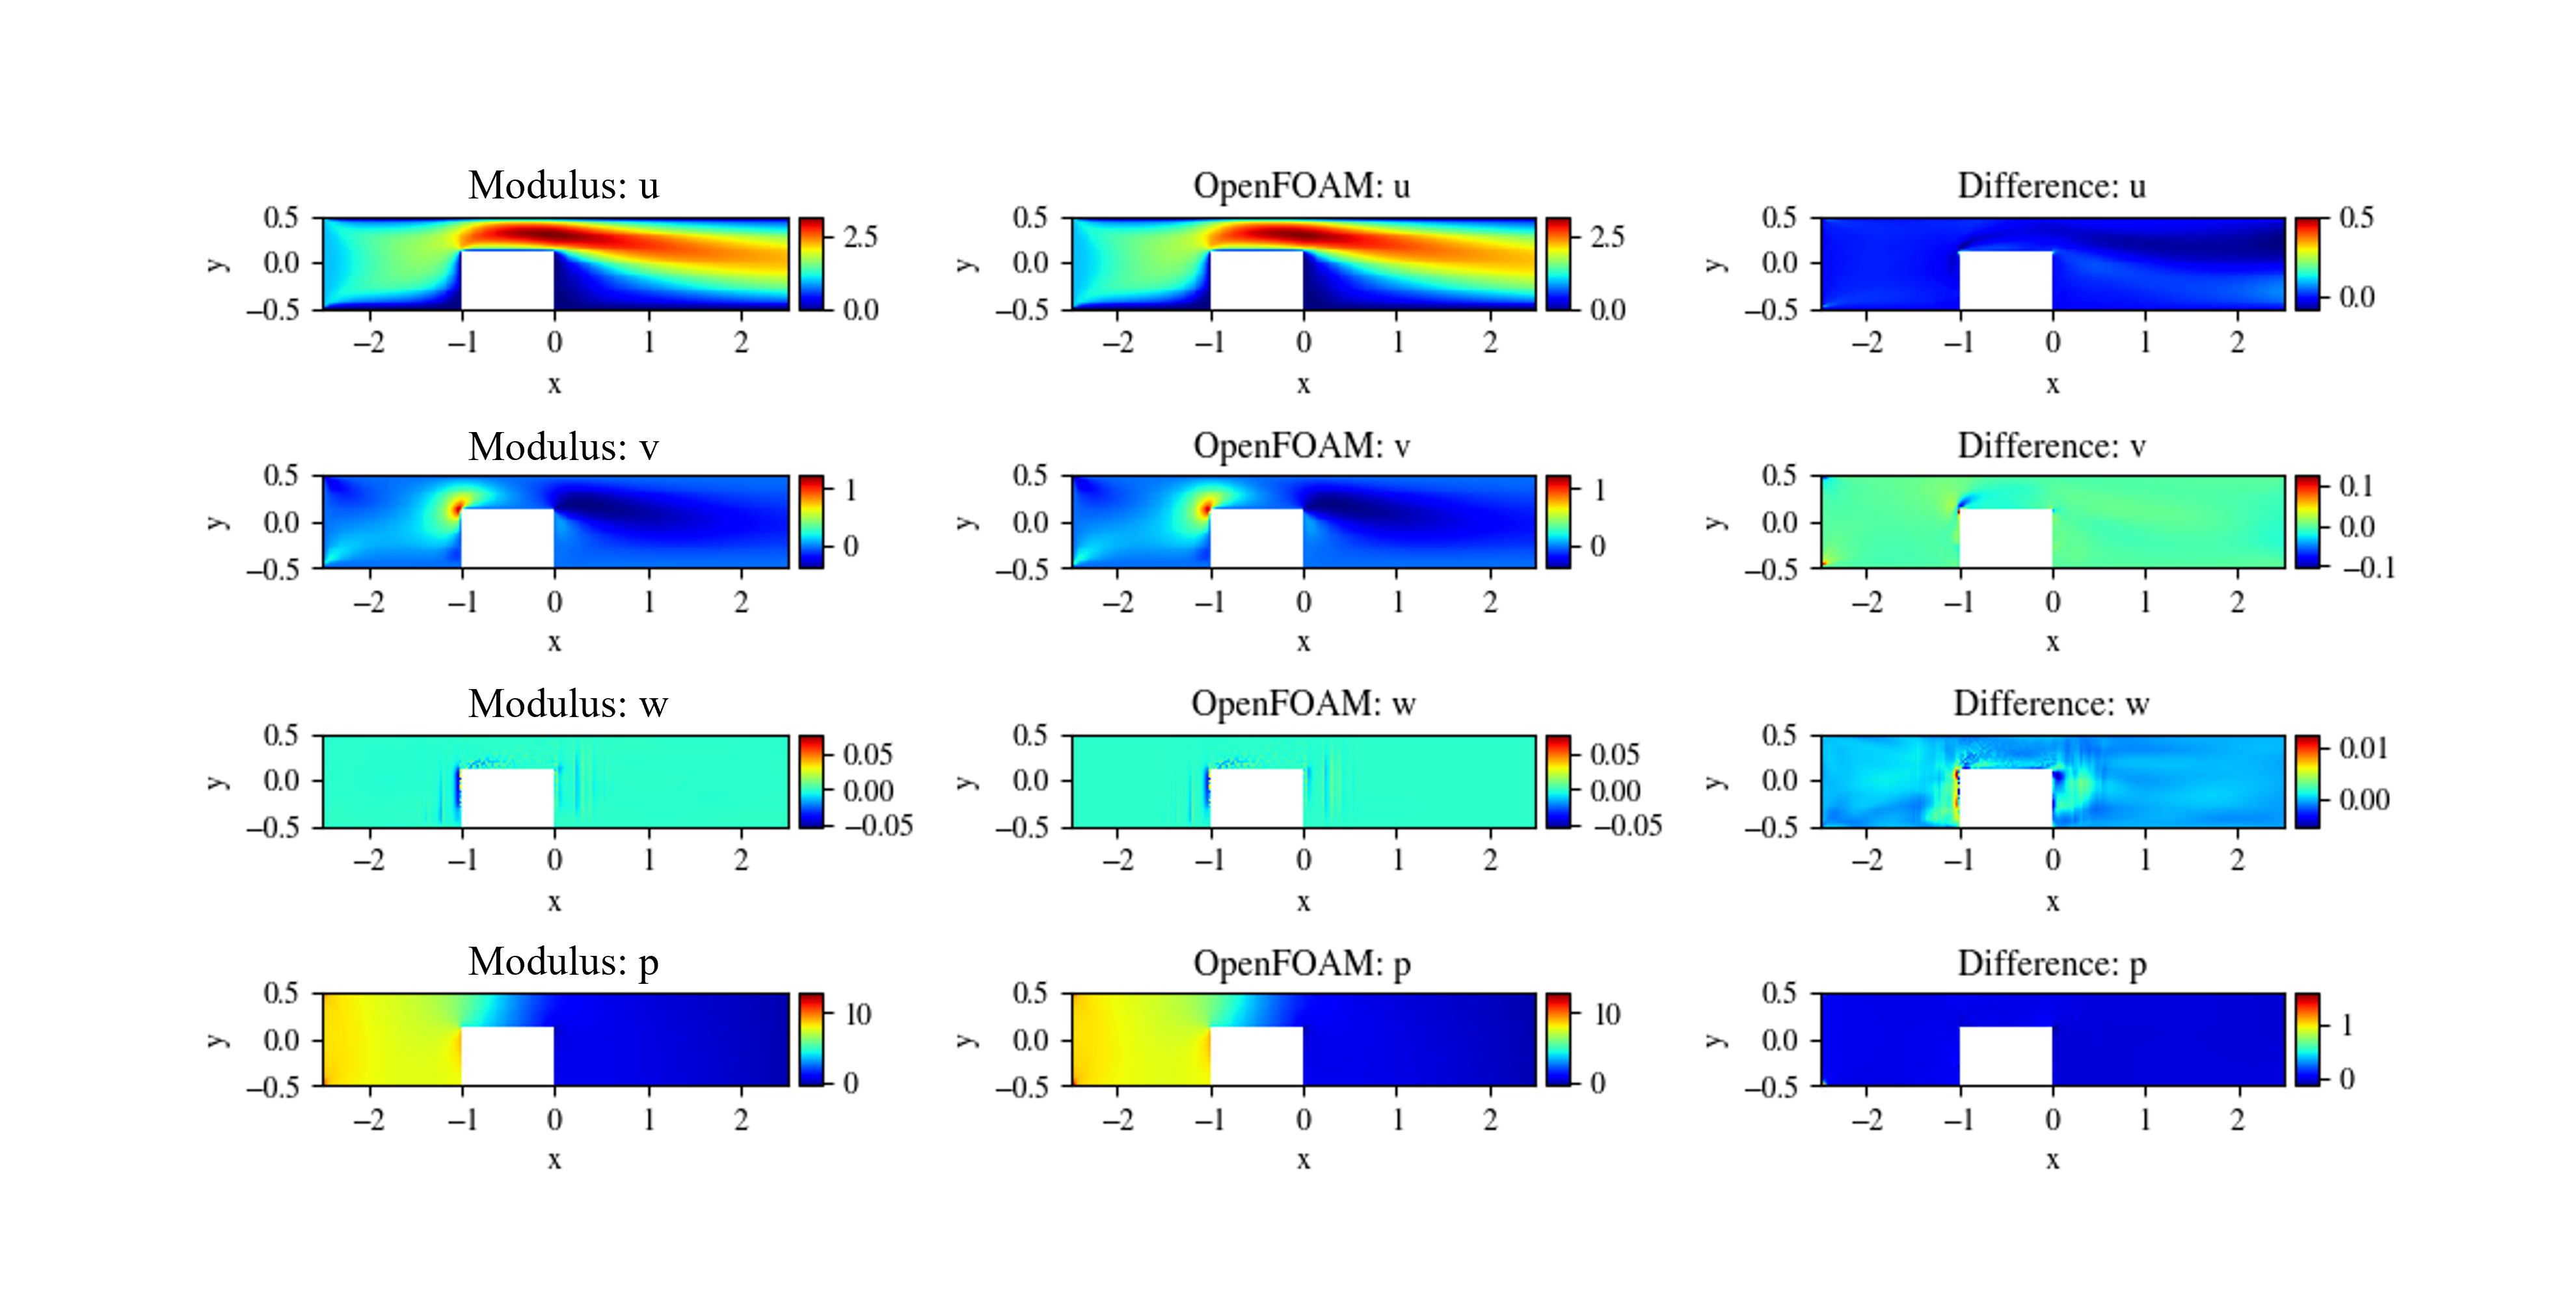 Modulus: u OpenFOAM: u Difference: u
0.5 0.5 0.5 0.5
y 0.0 2.5 y 0.0 2.5 y 0.0
−0.5 0.0 −0.5 0.0 −0.5 0.0
−2 −1 0 1 2 −2 −1 0 1 2 −2 −1 0 1 2
x x x
Modulus: v OpenFOAM: v Difference: v
0.5 1 0.5 1 0.5 0.1
y 0.0 y 0.0 y 0.0 0.0
−0.5 0 −0.5 0 −0.5 −0.1
−2 −1 0 1 2 −2 −1 0 1 2 −2 −1 0 1 2
x x x
Modulus: w OpenFOAM: w Difference: w
0.5 0.05 0.5 0.05 0.5 0.01
y 0.0 0.00 y 0.0 0.00 y 0.0 0.00
−0.5 −0.05 −0.5 −0.05 −0.5
−2 −1 0 1 2 −2 −1 0 1 2 −2 −1 0 1 2
x x x
Modulus: p OpenFOAM: p Difference: p
0.5 10 0.5 10 0.5 1
y 0.0 y 0.0 y 0.0
−0.5 0 −0.5 0 −0.5 0
−2 −1 0 1 2 −2 −1 0 1 2 −2 −1 0 1 2
x x x